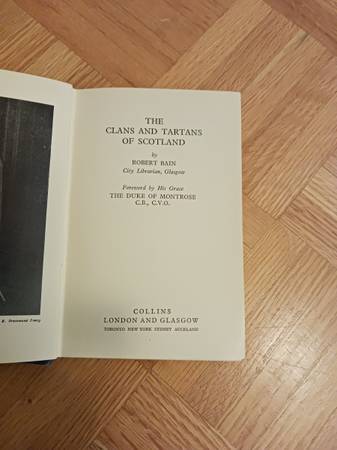 THE
CLANS AND TARTANS
OF SCOTLAND
by
ROBERT BAIN
City Librarian, Glasgow
Foreword by His Grace
THE DUKE OF MONTROSE
C.B., C.V.O.
COLLINS
LONDON AND GLASGOW
TORONTO NEW YORK SYDNEY AUCKLAND